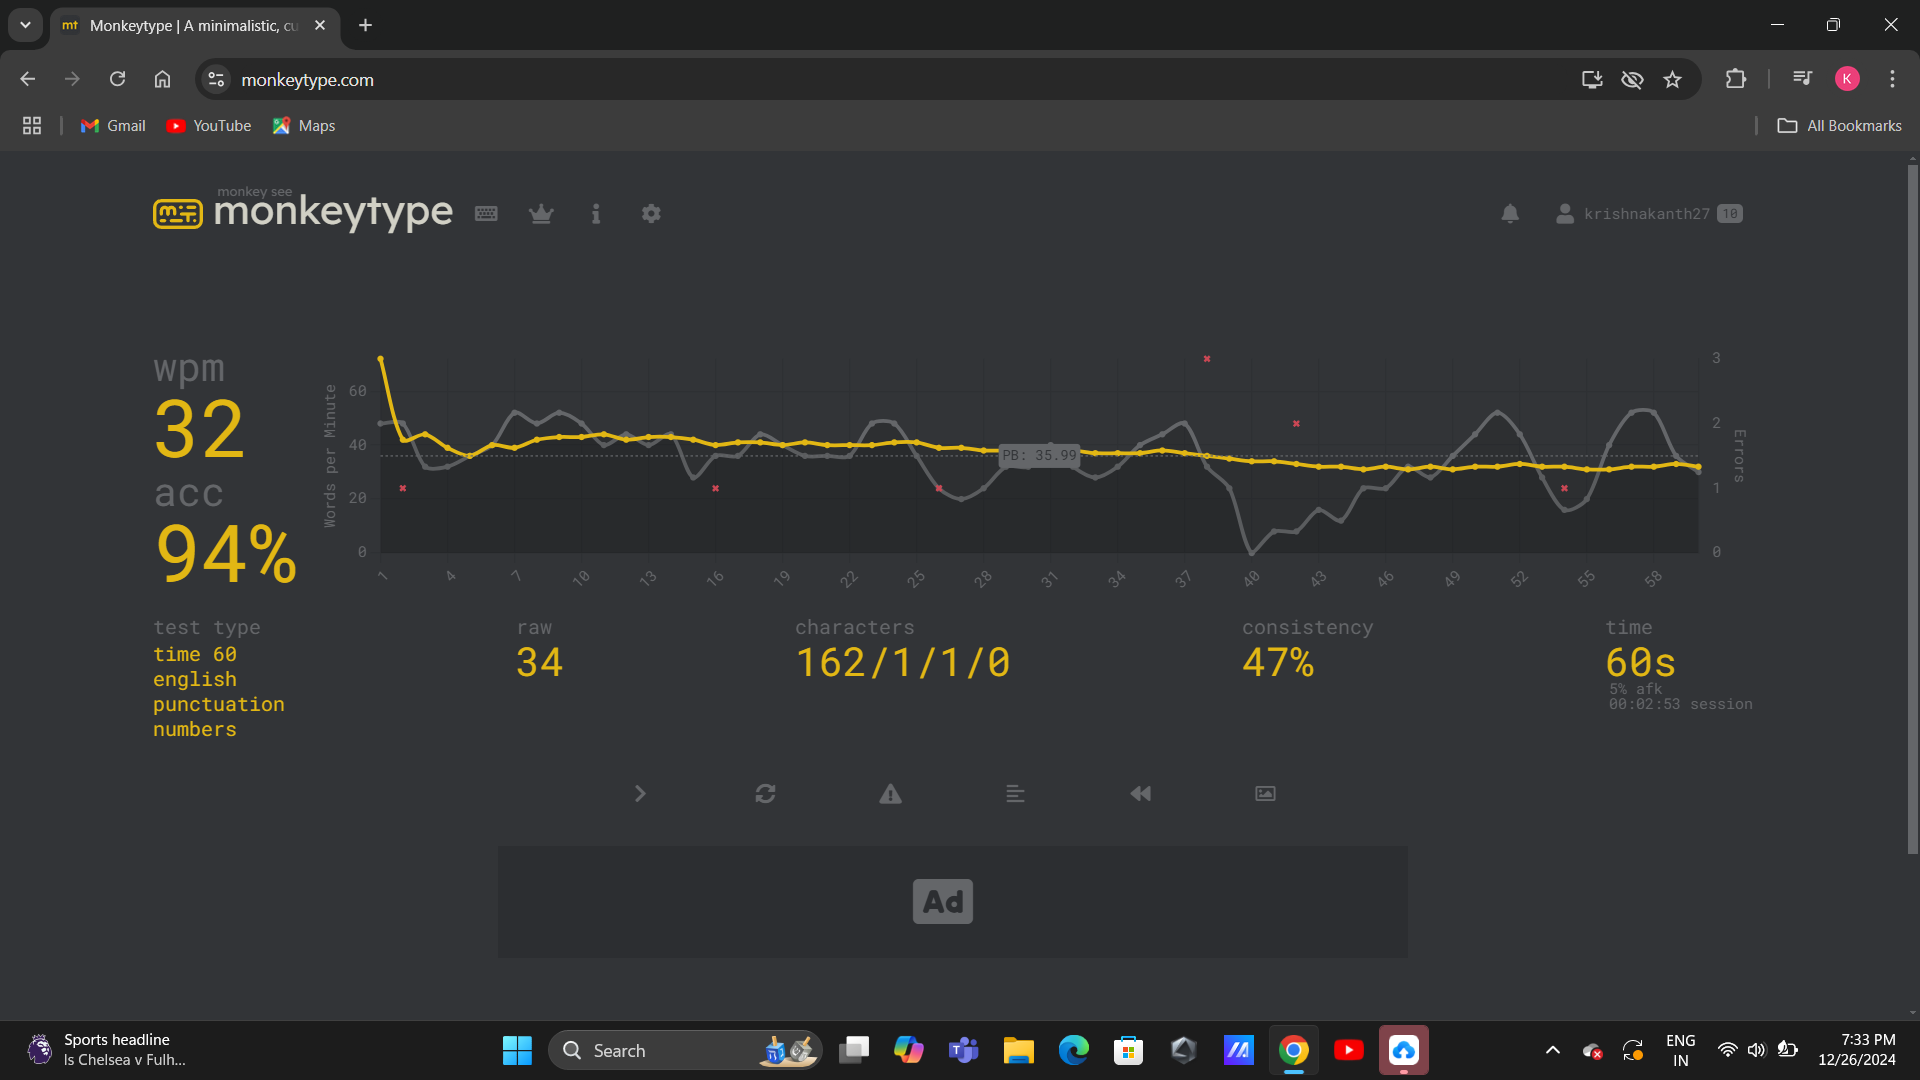 mt Monkeytype | A minimalistic, cu
monkeytype.com
K
Gmail YouTube Maps All Bookmarks
monkey see
monkeytype
krishnakanth27 10
wpm
32
acc
94%
Words per Minute
60
40
20
0
PB: 35.99
3
2
1
0
Errors
1 4 7 10 13 16 19 22 25 28 31 34 37 40 43 46 49 52 55 58
test type
time 60
english
punctuation
numbers
raw
34
characters
162/1/1/0
consistency
47%
time
60s
5% afk
00:02:53 session
Ad
Sports headline
Is Chelsea v Fulh...
Search
ENG
IN
7:33 PM
12/26/2024